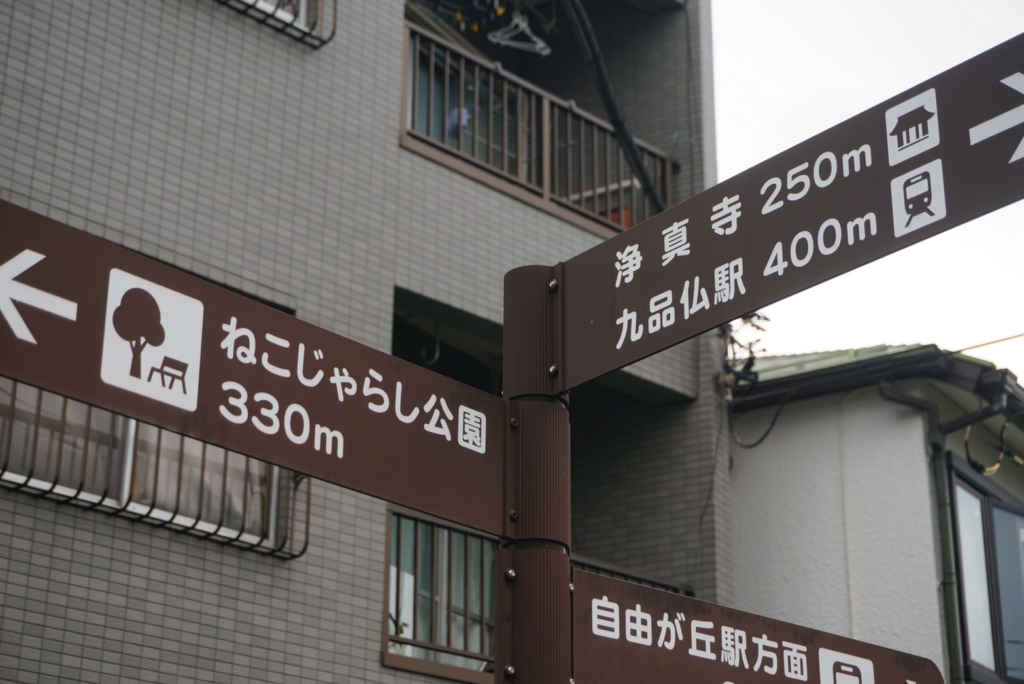 ねこじゃらし公園
330m
浄真寺 250m
九品仏駅 400m
自由が丘駅方面